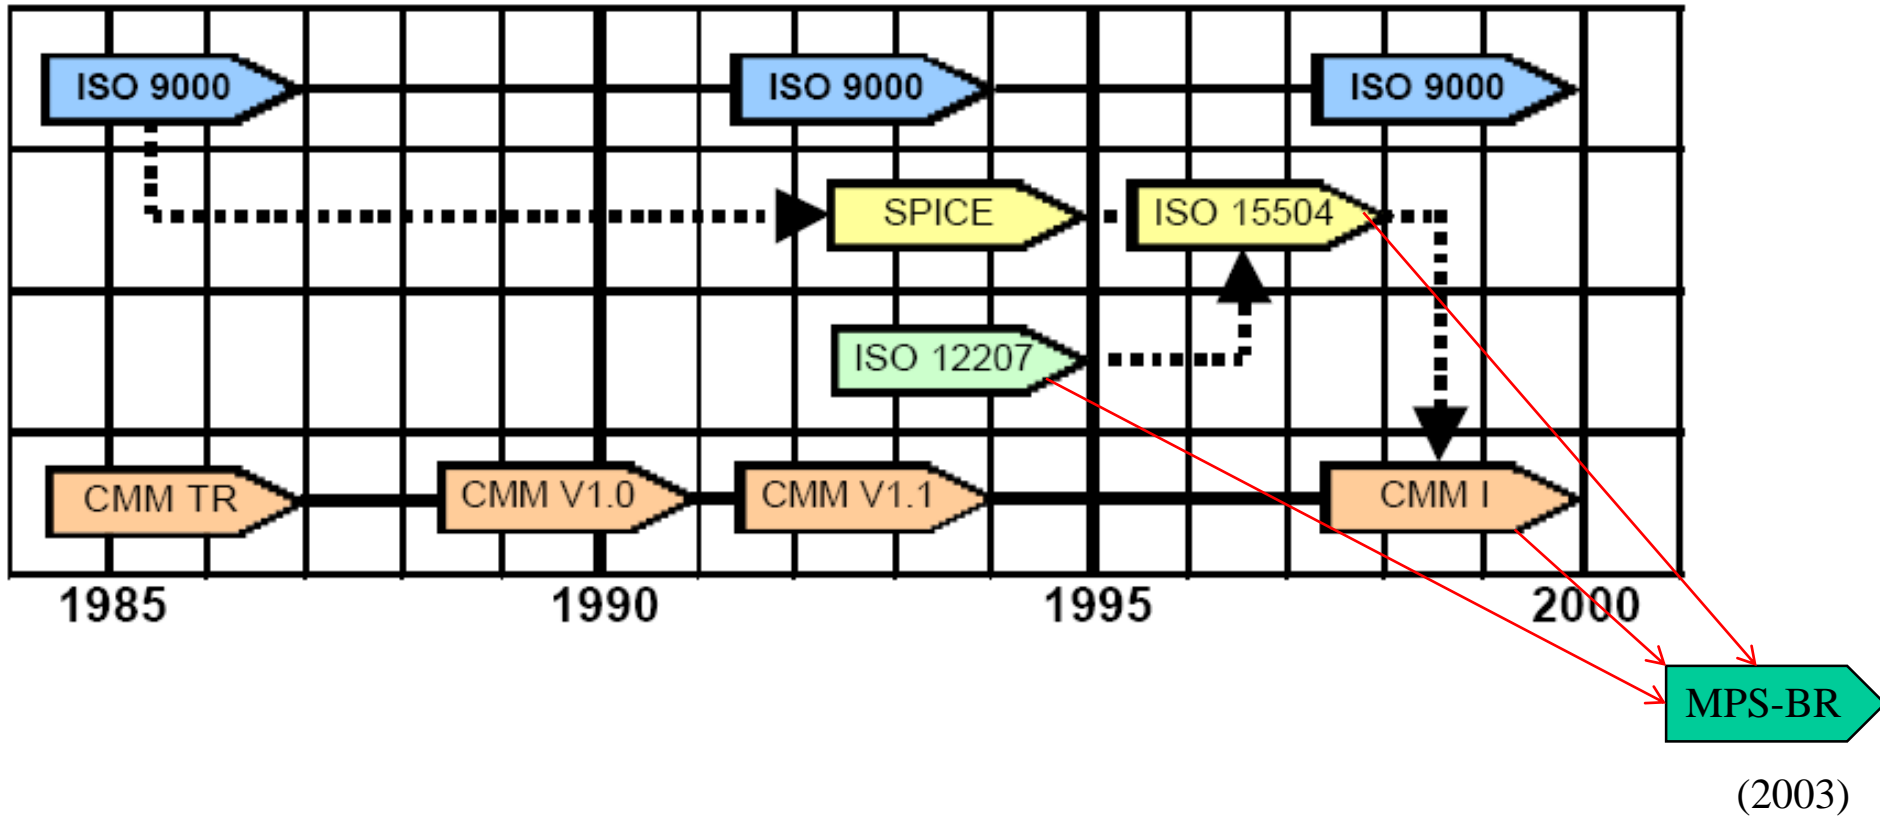 ISO 9000
ISO 9000
ISO 9000
SPICE
ISO 15504
ISO 12207
CMM TR
CMM V1.0
CMM V1.1
CMM I
1985
1990
1995
2000
MPS-BR
(2003)